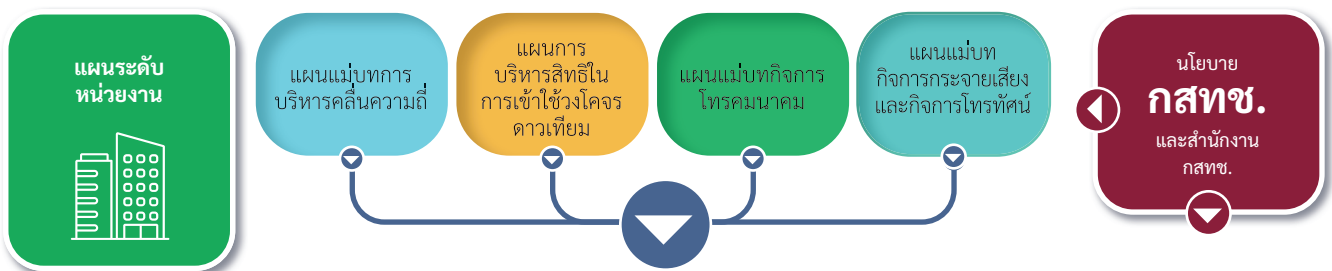 แผนระดับ
หน่วยงาน
แผนแม่บทการ
บริหารคลื่นความถี่
แผนการ
บริหารสิทธิใน
การเข้าใช้วงโคจร
ดาวเทียม
แผนแม่บทกิจการ
โทรคมนาคม
แผนแม่บท
กิจการกระจายเสียง
และกิจการโทรทัศน์
นโยบาย
กสทช.
และสำนักงาน
กสทช.